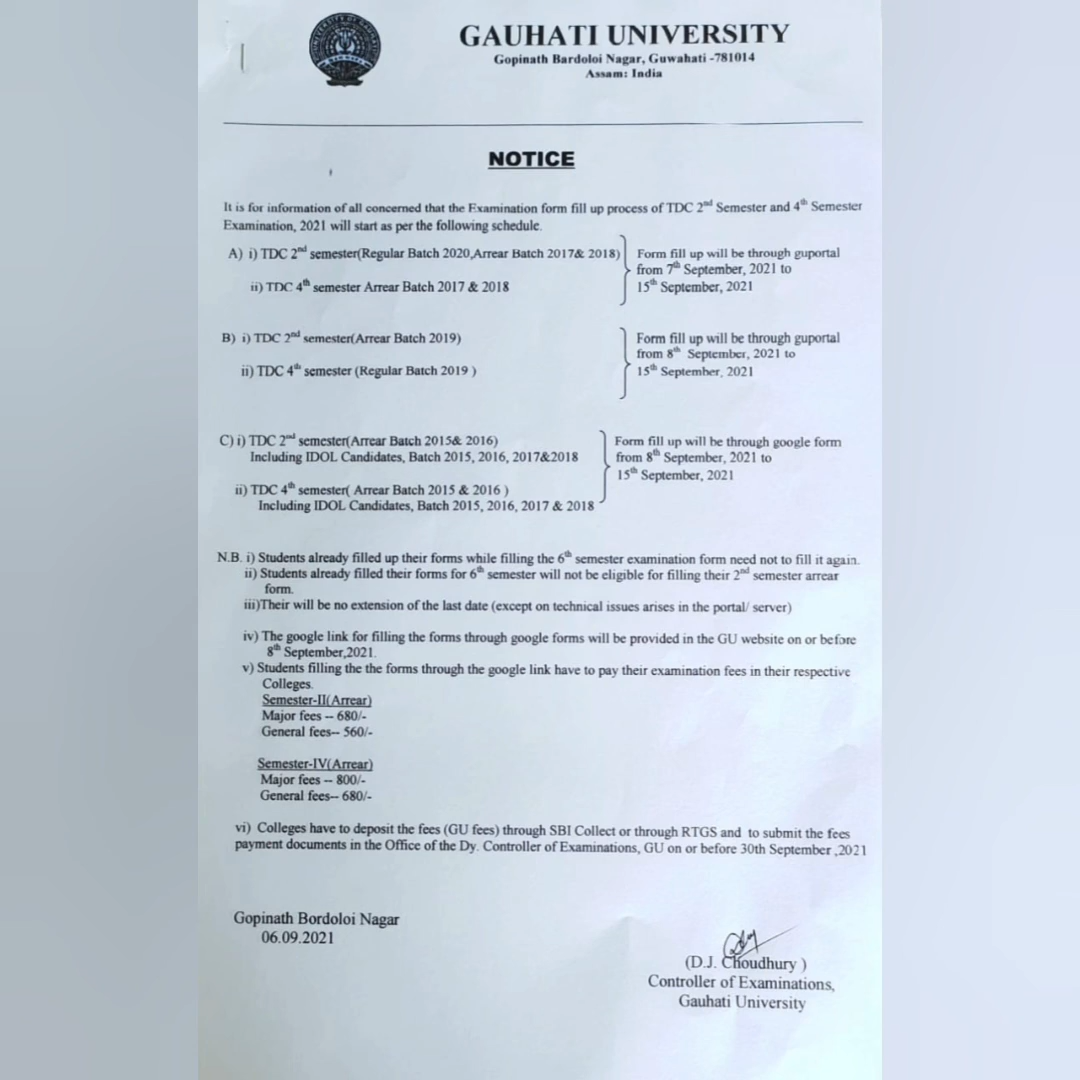 GAUHATI UNIVERSITY
Gopinath Bardoloi Nagar, Guwahati -781014
Assam: India
NOTICE
It is for information of all concerned that the Examination form fill up process of TDC 2nd Semester and 4th Semester
Examination, 2021 will start as per the following schedule.
A) i) TDC 2nd semester(Regular Batch 2020,Arrear Batch 2017& 2018)
ii) TDC 4th semester Arrear Batch 2017 & 2018
Form fill up will be through guportal
from 7th September, 2021 to
15th September, 2021
B) i) TDC 2nd semester(Arrear Batch 2019)
ii) TDC 4th semester (Regular Batch 2019 )
Form fill up will be through guportal
from 8th September, 2021 to
15th September, 2021
C) i) TDC 2nd semester(Arrear Batch 2015& 2016)
Including IDOL Candidates, Batch 2015, 2016, 2017&2018
ii) TDC 4th semester( Arrear Batch 2015 & 2016 )
Including IDOL Candidates, Batch 2015, 2016, 2017 & 2018
Form fill up will be through google form
from 8th September, 2021 to
15th September, 2021
N.B. i) Students already filled up their forms while filling the 6th semester examination form need not to fill it again.
ii) Students already filled their forms for 6th semester will not be eligible for filling their 2nd semester arrear
form.
iii)Their will be no extension of the last date (except on technical issues arises in the portal/ server)
iv) The google link for filling the forms through google forms will be provided in the GU website on or before
8th September,2021.
v) Students filling the the forms through the google link have to pay their examination fees in their respective
Colleges.
Semester-II(Arrear)
Major fees -- 680/-
General fees-- 560/-
Semester-IV(Arrear)
Major fees -- 800/-
General fees-- 680/-
vi) Colleges have to deposit the fees (GU fees) through SBI Collect or through RTGS and to submit the fees
payment documents in the Office of the Dy. Controller of Examinations, GU on or before 30th September ,2021
Gopinath Bordoloi Nagar
06.09.2021
(D.J. Choudhury )
Controller of Examinations,
Gauhati University